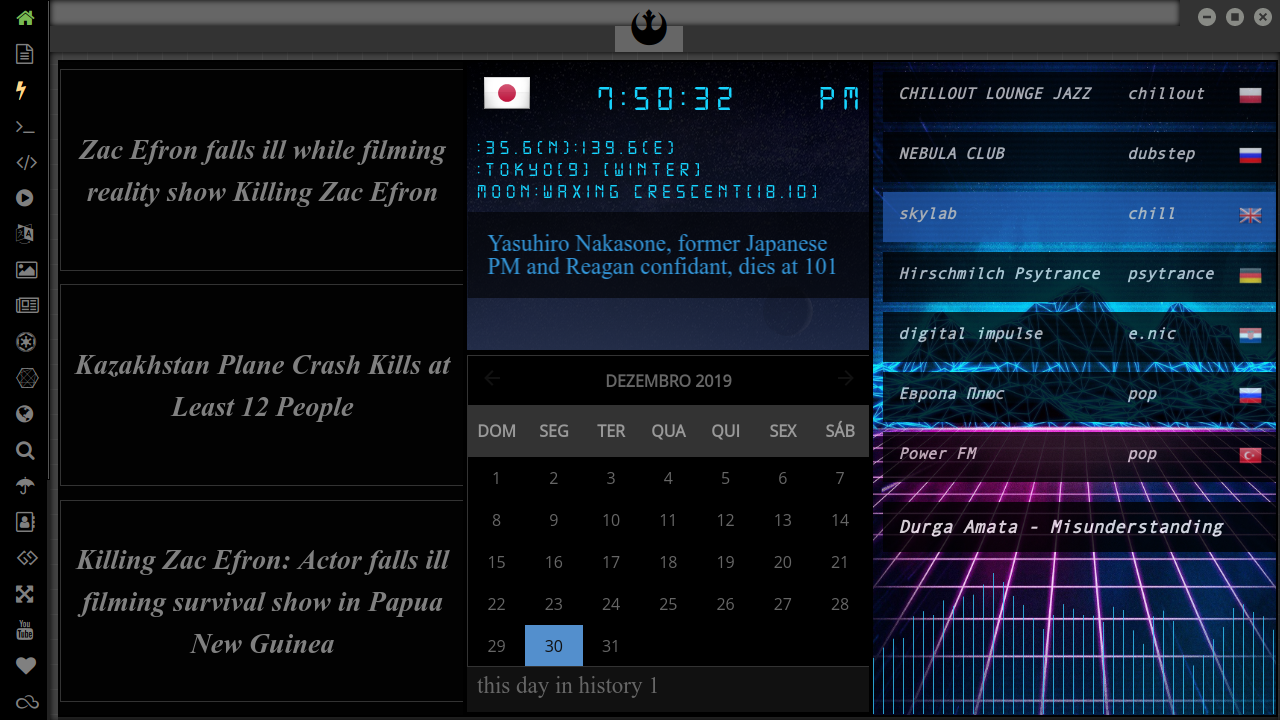 Zac Efron falls ill while filming
reality show Killing Zac Efron
Kazakhstan Plane Crash Kills at
Least 12 People
Killing Zac Efron: Actor falls ill
filming survival show in Papua
New Guinea
7:50:32 PM
:35.6(N):139.6(E)
:TOKYO[9] [WINTER]
MOON:WAXING CRESCENT[18.10]
Yasuhiro Nakasone, former Japanese
PM and Reagan confidant, dies at 101
DEZEMBRO 2019
DOM SEG TER QUA QUI SEX SÁB
1 2 3 4 5 6 7
8 9 10 11 12 13 14
15 16 17 18 19 20 21
22 23 24 25 26 27 28
29 30 31
this day in history 1
CHILLOUT LOUNGE JAZZ chillout
NEBULA CLUB dubstep
skylab chill
Hirschmilch Psytrance psytrance
digital impulse e.nic
Европа Плюс pop
Power FM pop
Durga Amata - Misunderstanding
You
Tube